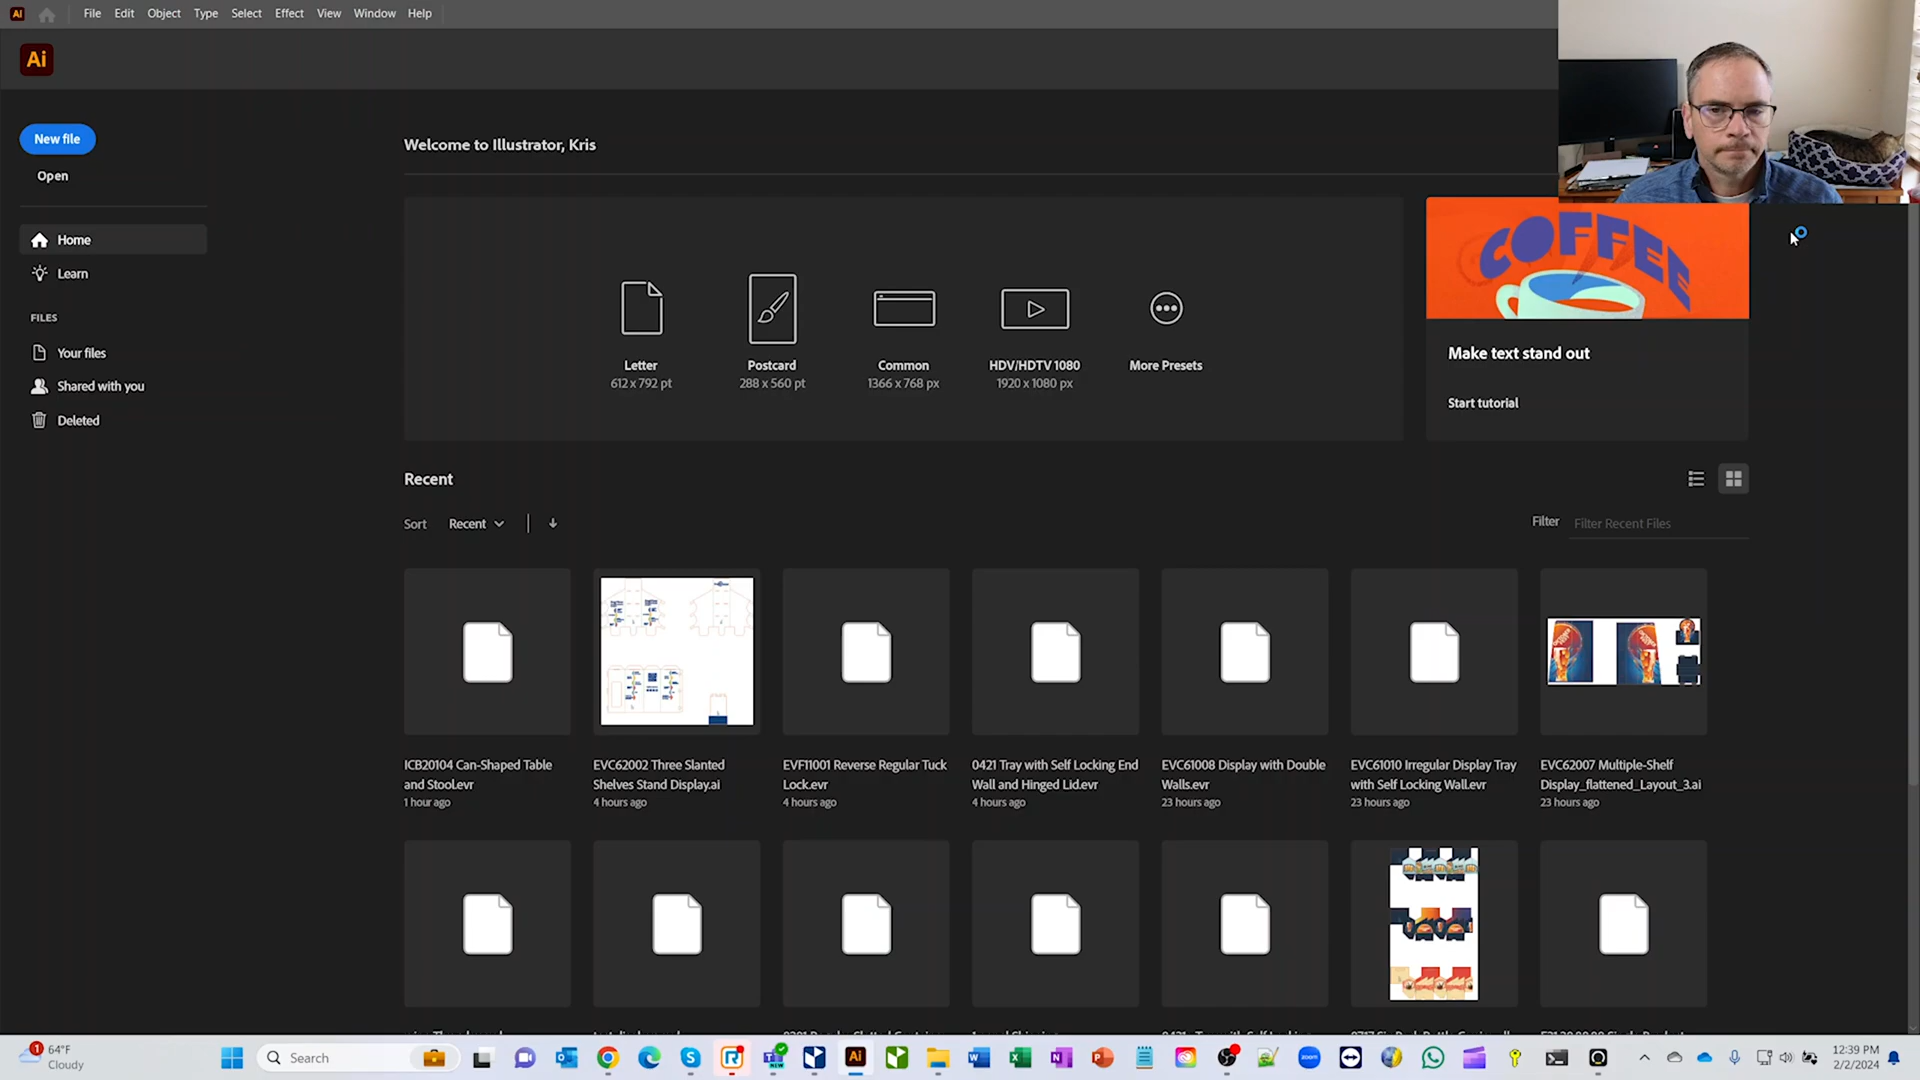 Ai File Edit Object Type Select Effect View Window Help
Ai
New file
Open
Home
Learn
FILES
Your files
Shared with you
Deleted
Welcome to Illustrator, Kris
Letter
612 x 792 pt
Postcard
288 x 560 pt
Common
1366 x 768 px
HDV/HDTV 1080
1920 x 1080 px
More Presets
COFFEE
Make text stand out
Start tutorial
Recent
Sort Recent
Filter Filter Recent Files
ICB20104 Can-Shaped Table
and Stool.evr
1 hour ago
EVC62002 Three Slanted
Shelves Stand Display.ai
4 hours ago
EVF11001 Reverse Regular Tuck
Lock.evr
4 hours ago
0421 Tray with Self Locking End
Wall and Hinged Lid.evr
4 hours ago
EVC61008 Display with Double
Walls.evr
23 hours ago
EVC61010 Irregular Display Tray
with Self Locking Wall.evr
23 hours ago
EVC62007 Multiple-Shelf
Display_flattened_Layout_3.ai
23 hours ago
1
64°F
Cloudy
Search
NEW
Ai
zoom
12:39 PM
2/2/2024